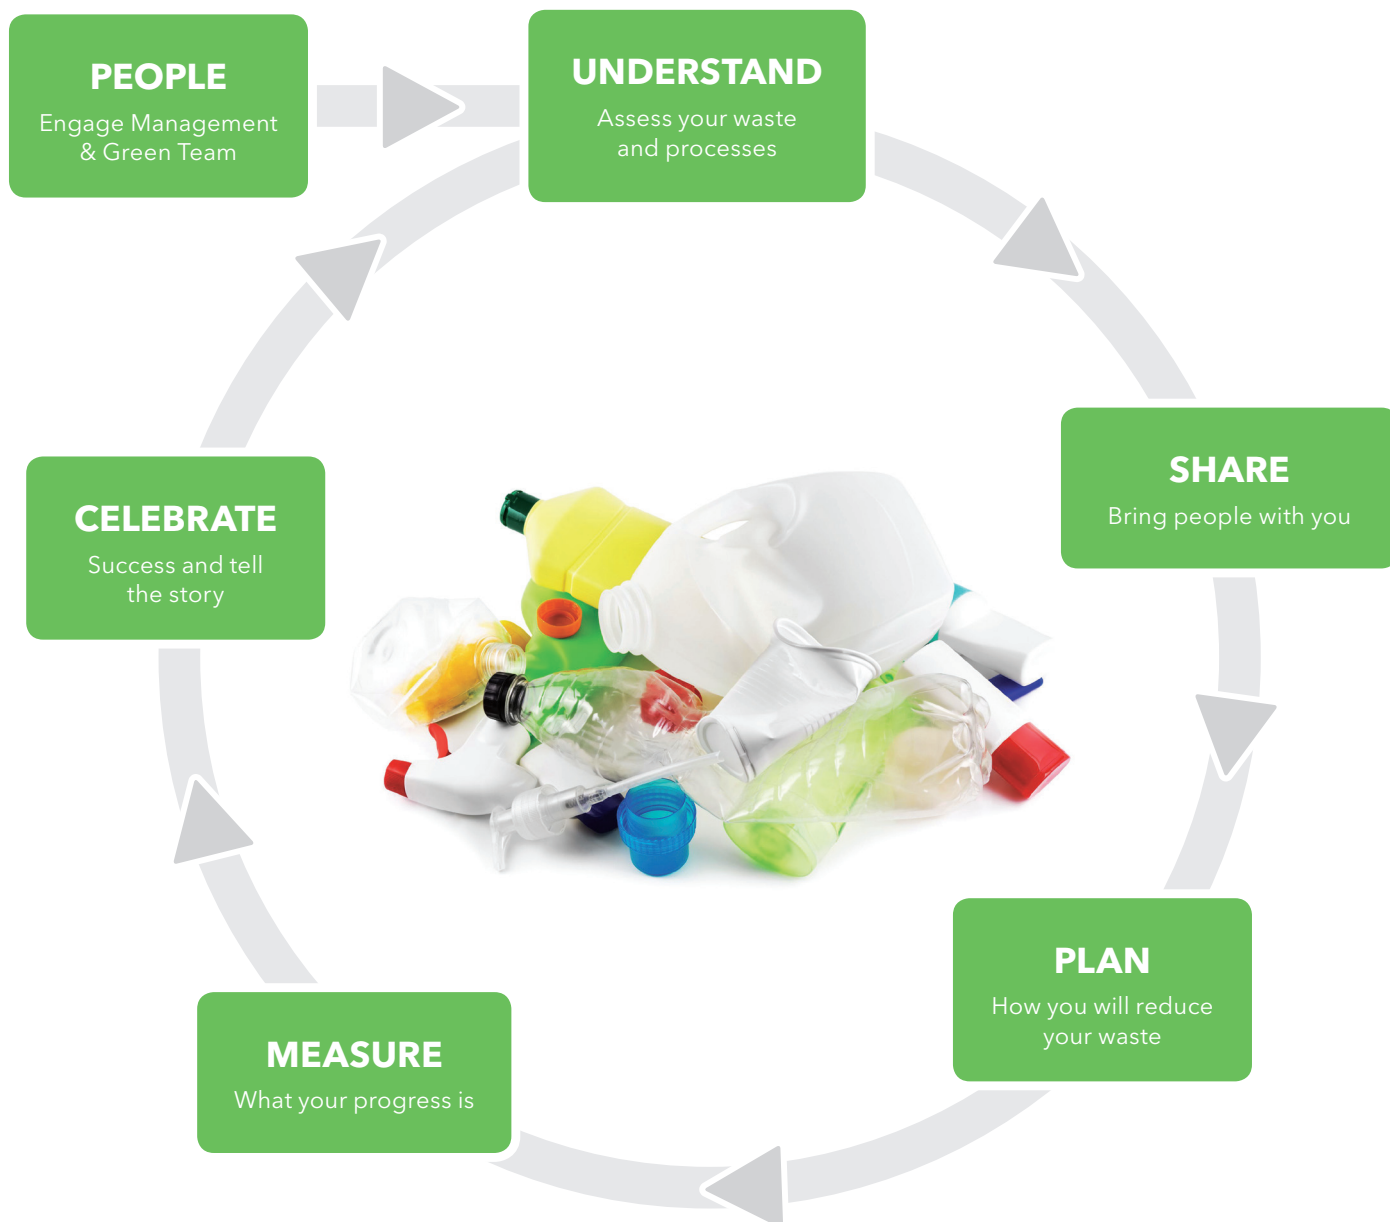 PEOPLE
Engage Management
& Green Team
UNDERSTAND
Assess your waste
and processes
SHARE
Bring people with you
PLAN
How you will reduce
your waste
MEASURE
What your progress is
CELEBRATE
Success and tell
the story